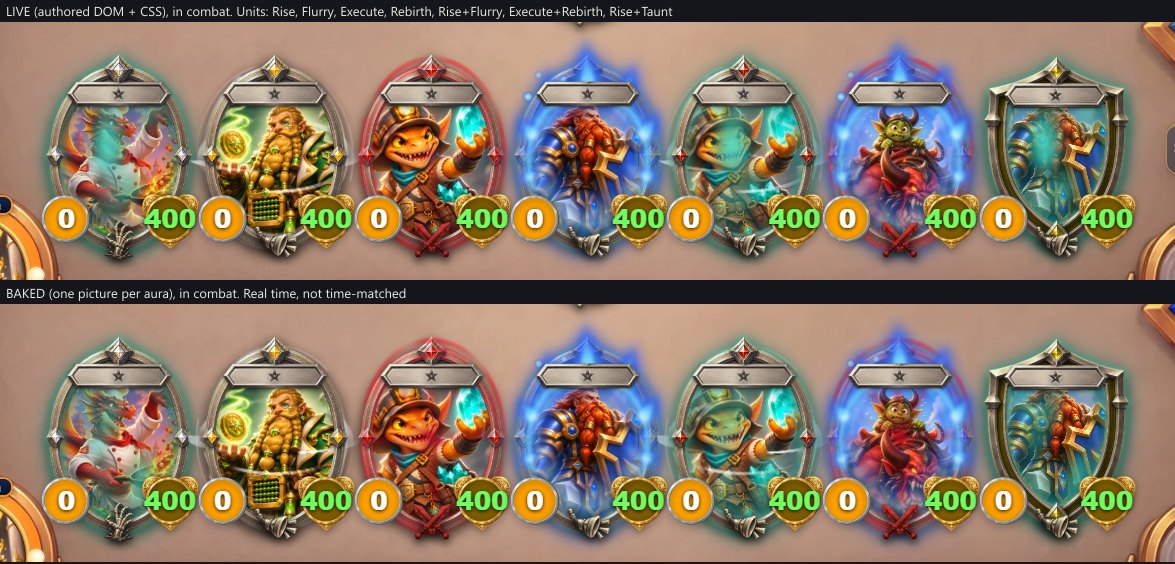 LIVE (authored DOM + CSS), in combat. Units: Rise, Flurry, Execute, Rebirth, Rise+Flurry, Execute+Rebirth, Rise+Taunt
0 400 0 400 0 400 0 400 0 400 0 400 0 400
BAKED (one picture per aura), in combat. Real time, not time-matched
0 400 0 400 0 400 0 400 0 400 0 400 0 400